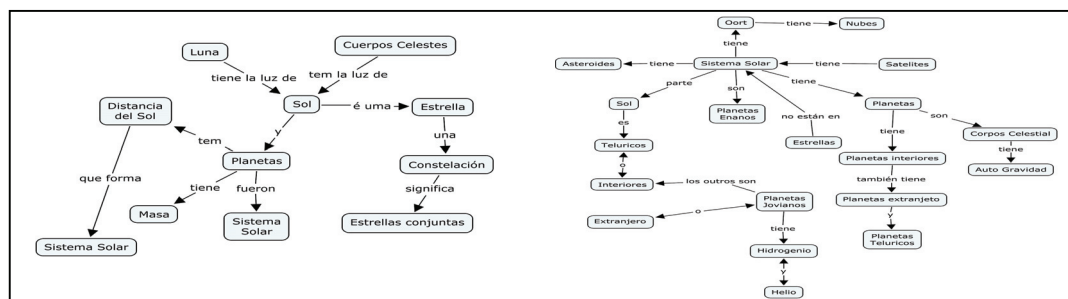 Luna
Cuerpos Celestes
tiene la luz de
tem la luz de
Distancia
del Sol
Sol
é uma
Estrella
y
tem
una
Planetas
Constelación
que forma
tiene
fueron
significa
Masa
Sistema
Solar
Estrellas conjuntas
Sistema Solar
Oort
tiene
Nubes
tiene
Asteroides
tiene
Sistema Solar
tiene
Satelites
parte
son
tiene
Sol
Planetas
Enanos
Planetas
no están en
son
es
Estrellas
tiene
Corpos Celestial
Teluricos
tiene
o
Planetas interiores
Auto Gravidad
Interiores
los outros son
también tiene
Planetas
Jovianos
Planetas extranjeto
Extranjero
o
y
tiene
Planetas
Teluricos
Hidrogenio
y
Helio